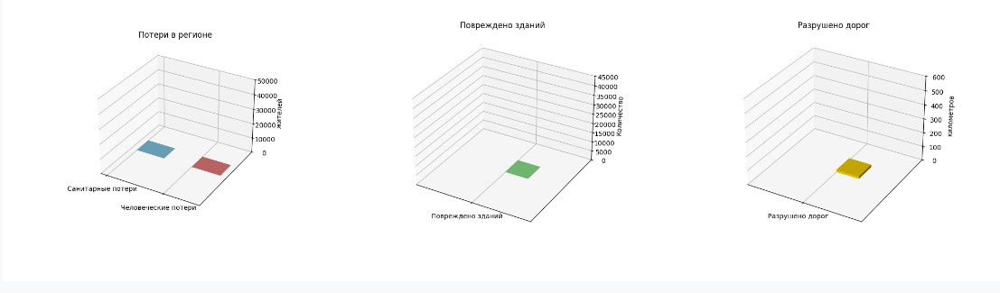 Потери в регионе
50000
40000
30000
20000
10000
0
жителей
Санитарные потери
Человеческие потери
Повреждено зданий
45000
40000
35000
30000
25000
20000
15000
10000
5000
0
Количество
Повреждено зданий
Разрушено дорог
600
500
400
300
200
100
0
километров
Разрушено дорог